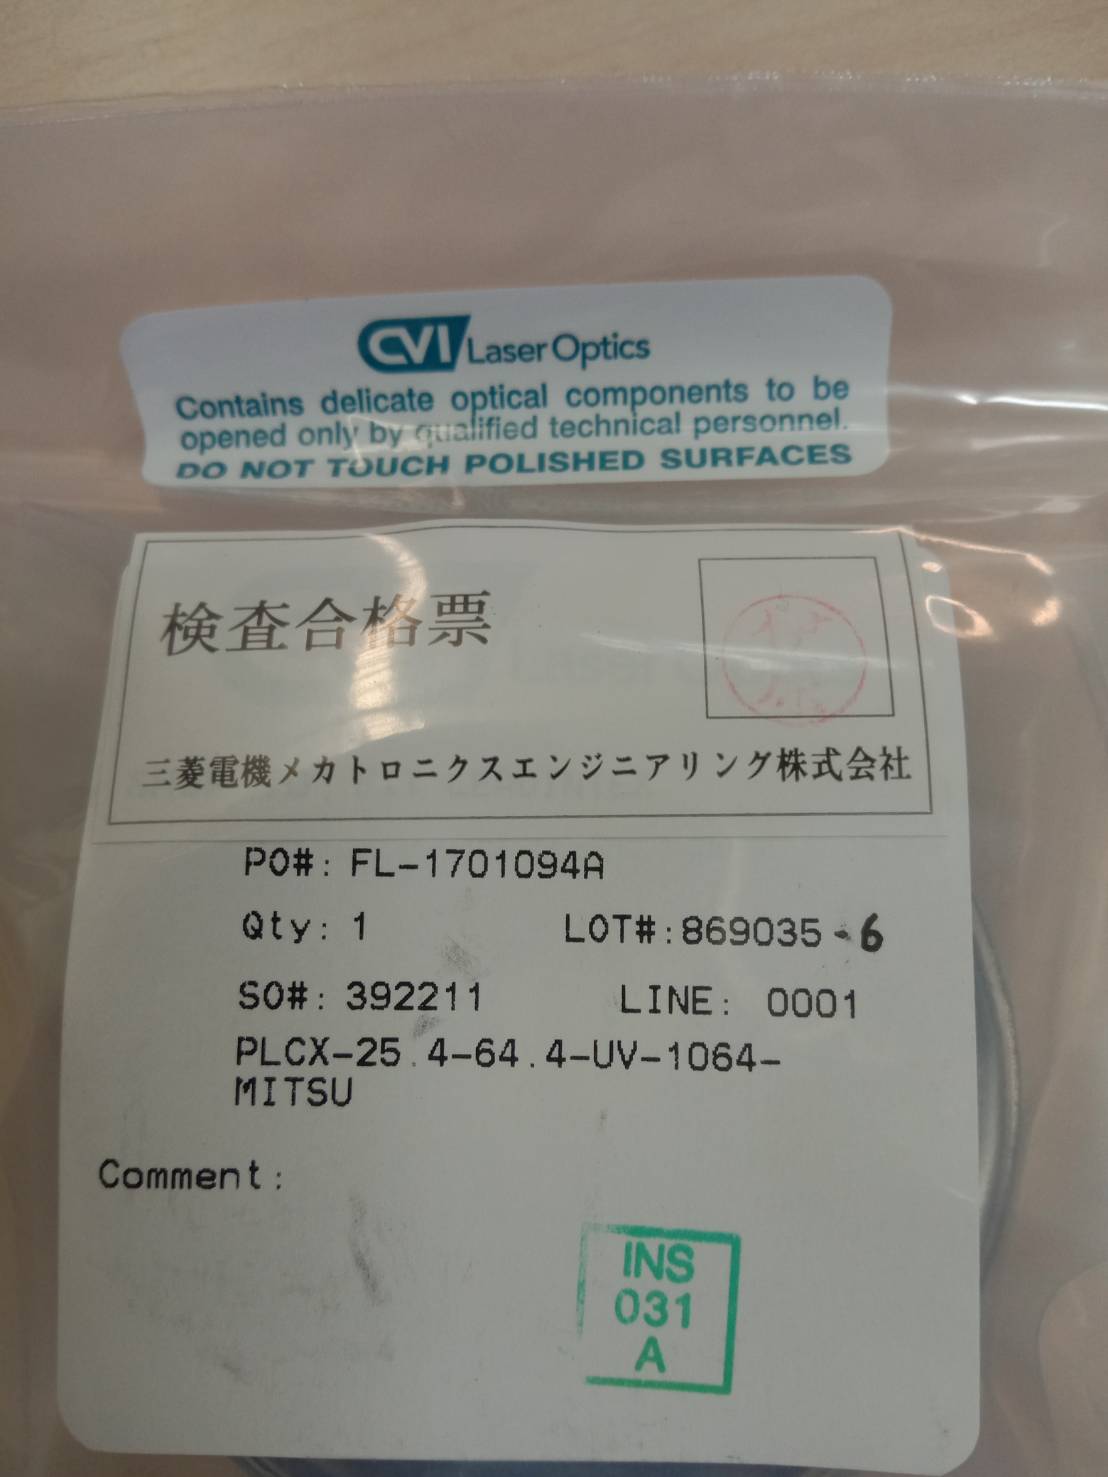 CVI Laser Optics
Contains delicate optical components to be
opened only by qualified technical personnel.
DO NOT TOUCH POLISHED SURFACES
検査合格票
三菱電機メカトロニクスエンジニアリング株式会社
PO#: FL-1701094A
Qty: 1 LOT#:869035-6
SO#: 392211 LINE: 0001
PLCX-25.4-64.4-UV-1064-
MITSU
Comment:
INS
031
A